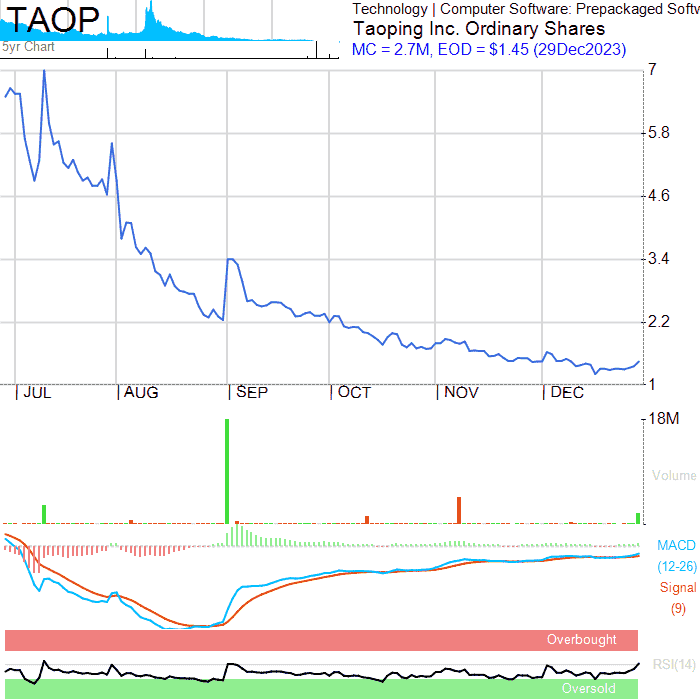 TAOP
5yr Chart
Technology | Computer Software: Prepackaged Softw
Taoping Inc. Ordinary Shares
MC = 2.7M, EOD = $1.45 (29Dec2023)
7
5.8
4.6
3.4
2.2
1
JUL
AUG
SEP
OCT
NOV
DEC
18M
Volume
MACD
(12-26)
Signal
(9)
Overbought
RSI(14)
Oversold